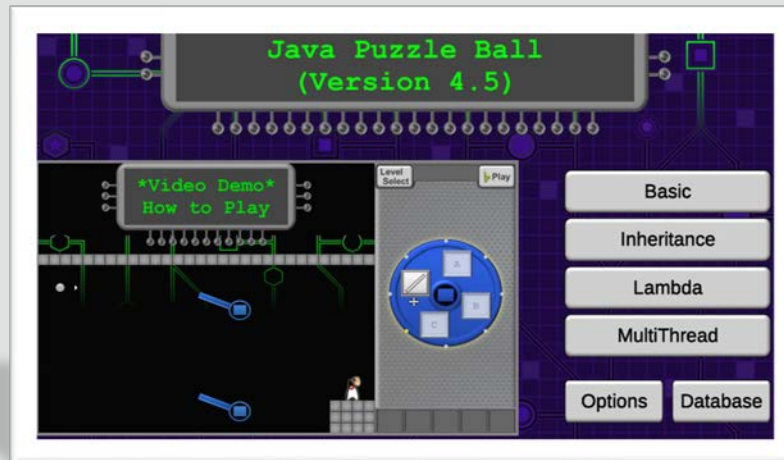 Java Puzzle Ball
(Version 4.5)
*Video Demo*
How to Play
Level
Select
Play
A
B
C
Basic
Inheritance
Lambda
MultiThread
Options
Database